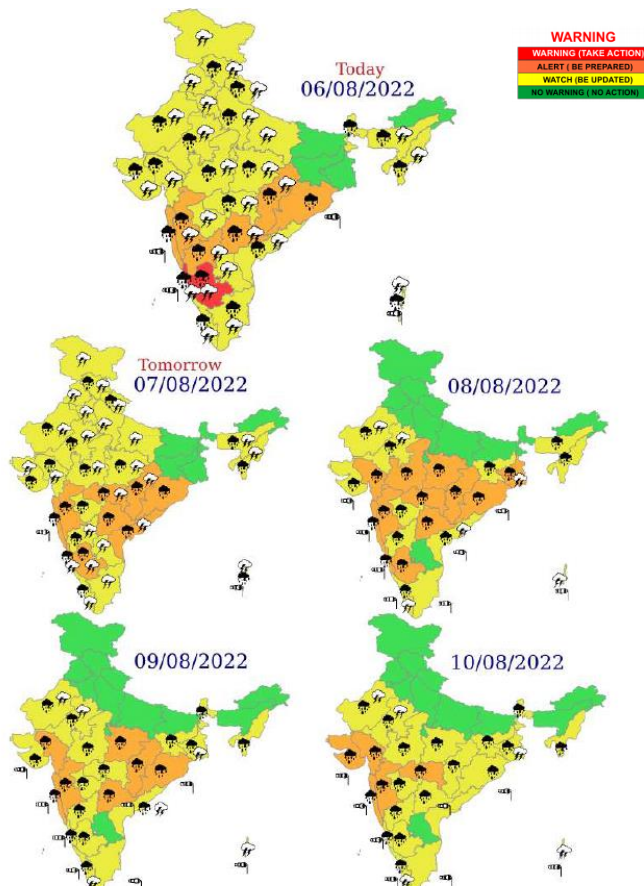 WARNING
WARNING (TAKE ACTION)
ALERT ( BE PREPARED)
WATCH (BE UPDATED)
NO WARNING ( NO ACTION)
Today
06/08/2022
Tomorrow
07/08/2022
08/08/2022
09/08/2022
10/08/2022